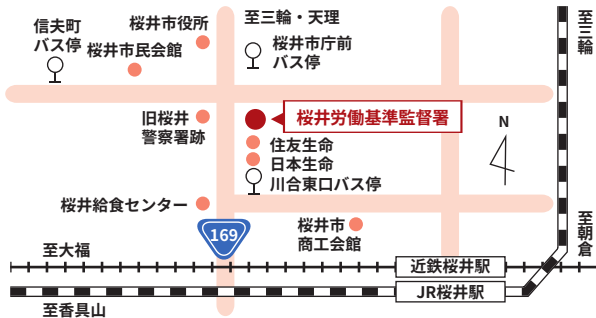 信夫町
バス停
桜井市役所
桜井市民会館
至三輪・天理
桜井市庁前
バス停
至三輪
旧桜井
警察署跡
桜井労働基準監督署
N
住友生命
日本生命
川合東口バス停
桜井給食センター
169
桜井市
商工会館
至朝倉
至大福
近鉄桜井駅
JR桜井駅
至香具山